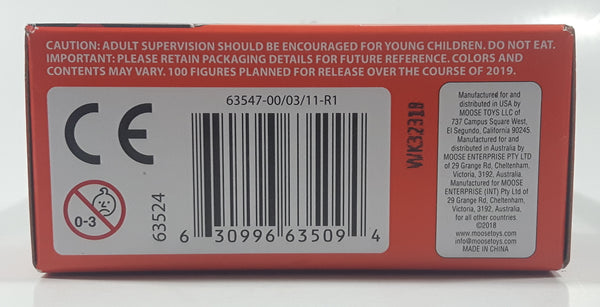 CAUTION: ADULT SUPERVISION SHOULD BE ENCOURAGED FOR YOUNG CHILDREN. DO NOT EAT.
IMPORTANT: PLEASE RETAIN PACKAGING DETAILS FOR FUTURE REFERENCE. COLORS AND
CONTENTS MAY VARY. 100 FIGURES PLANNED FOR RELEASE OVER THE COURSE OF 2019.
63547-00/03/11-R1
CE
0-3
63524
6 30996 63509 4
WK32318
Manufactured for and
distributed in USA by
MOOSE TOYS LLC of
737 Campus Square West,
El Segundo, California 90245.
Manufactured for and
distributed in Australia by
MOOSE ENTERPRISE PTY LTD
of 29 Grange Rd, Cheltenham,
Victoria, 3192, Australia.
Manufactured for MOOSE
ENTERPRISE (INT) Pty Ltd of
29 Grange Rd, Cheltenham,
Victoria, 3192, Australia,
for all other countries.
©2018
www.moosetoys.com
info@moosetoys.com
MADE IN CHINA